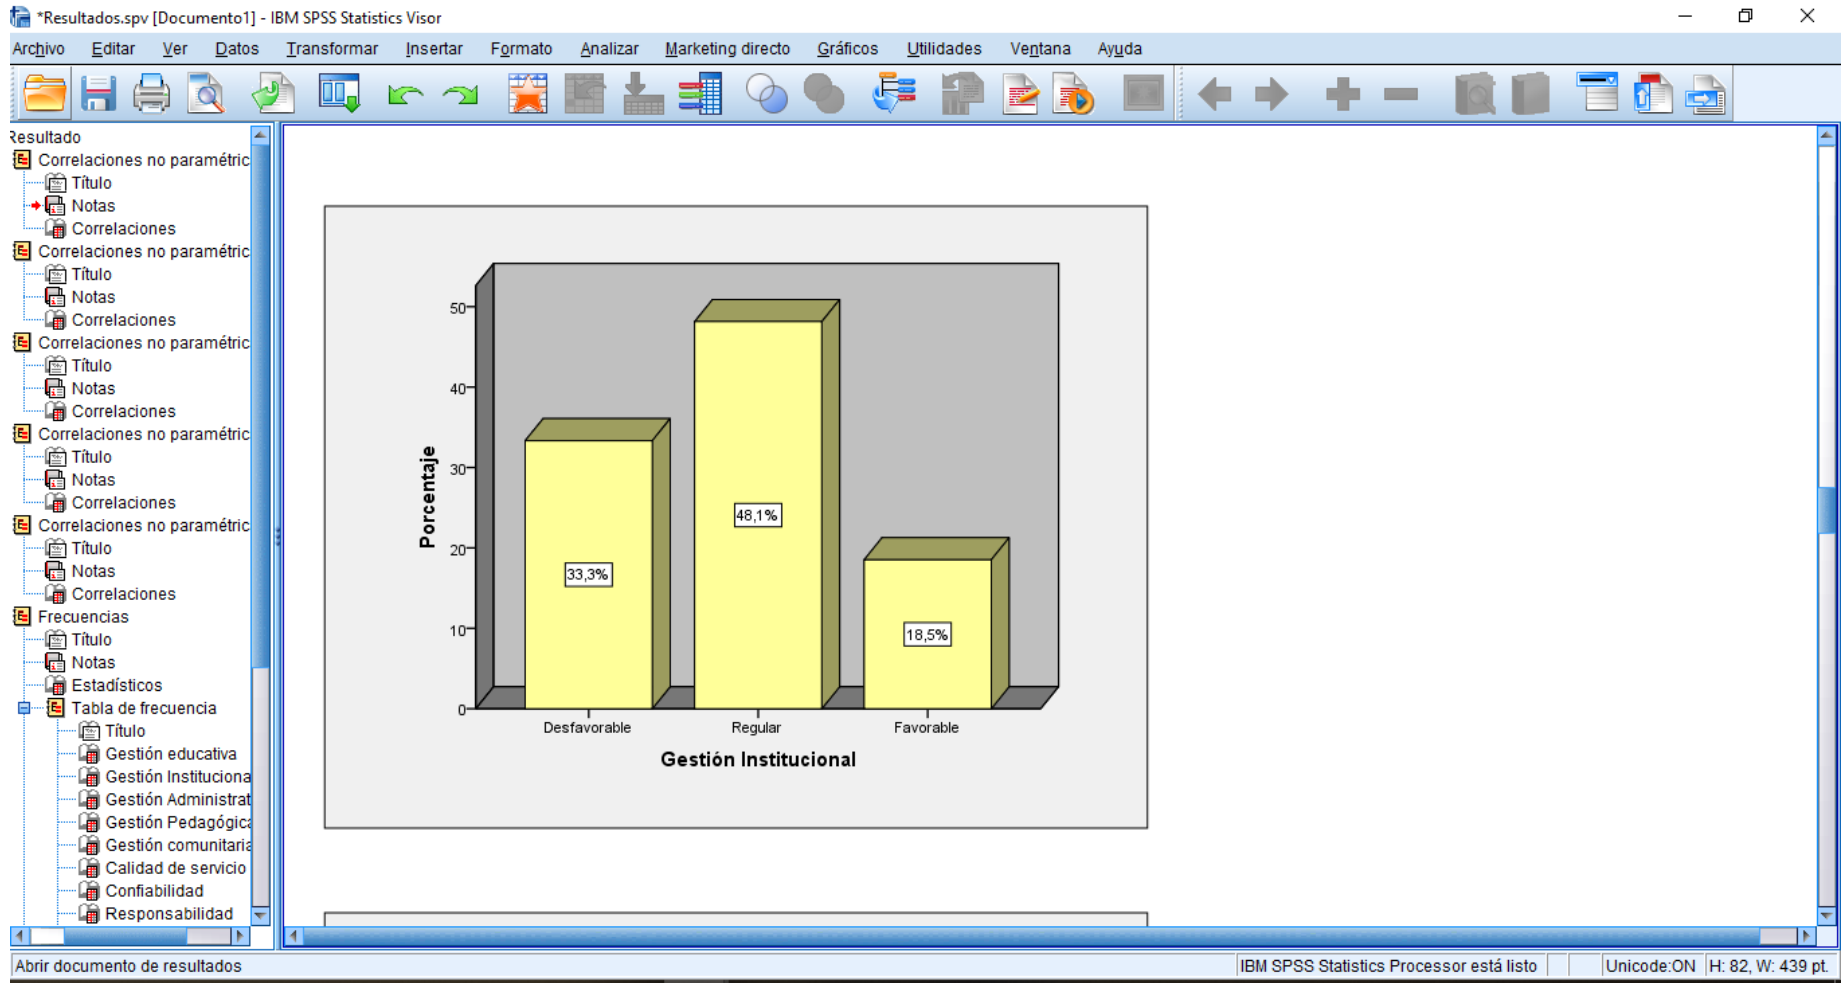 *Resultados.spv [Documento1] - IBM SPSS Statistics Visor
Archivo Editar Ver Datos Transformar Insertar Formato Analizar Marketing directo Gráficos Utilidades Ventana Ayuda
Resultado
Correlaciones no paramétric
Título
Notas
Correlaciones
Correlaciones no paramétric
Título
Notas
Correlaciones
Correlaciones no paramétric
Título
Notas
Correlaciones
Correlaciones no paramétric
Título
Notas
Correlaciones
Correlaciones no paramétric
Título
Notas
Correlaciones
Frecuencias
Título
Notas
Estadísticos
Tabla de frecuencia
Título
Gestión educativa
Gestión Instituciona
Gestión Administrat
Gestión Pedagógica
Gestión comunitaria
Calidad de servicio
Confiabilidad
Responsabilidad
Porcentaje
50
40
30
20
10
0
33,3%
48,1%
18,5%
Desfavorable Regular Favorable
Gestión Institucional
Abrir documento de resultados IBM SPSS Statistics Processor está listo Unicode:ON H: 82, W: 439 pt.